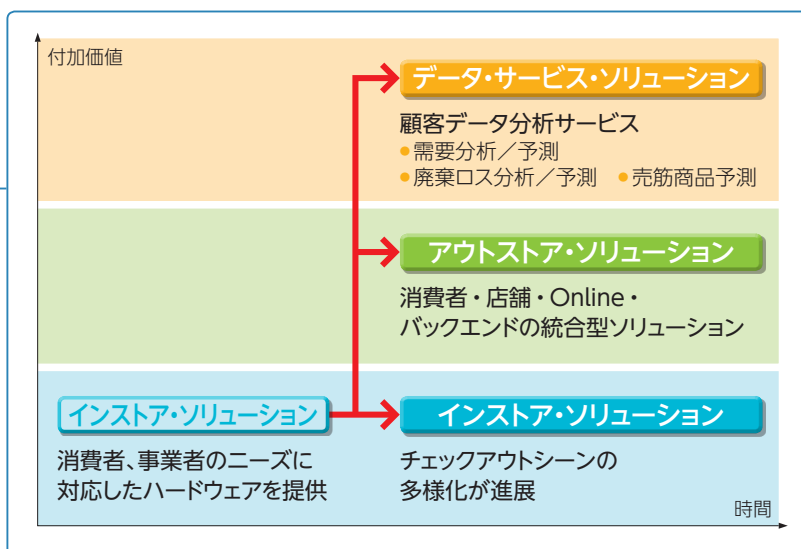 付加価値
データ・サービス・ソリューション
顧客データ分析サービス
●需要分析／予測
●廃棄ロス分析／予測 ●売筋商品予測
アウトストア・ソリューション
消費者・店舗・Online・
バックエンドの統合型ソリューション
インストア・ソリューション
消費者、事業者のニーズに
対応したハードウェアを提供
インストア・ソリューション
チェックアウトシーンの
多様化が進展
時間